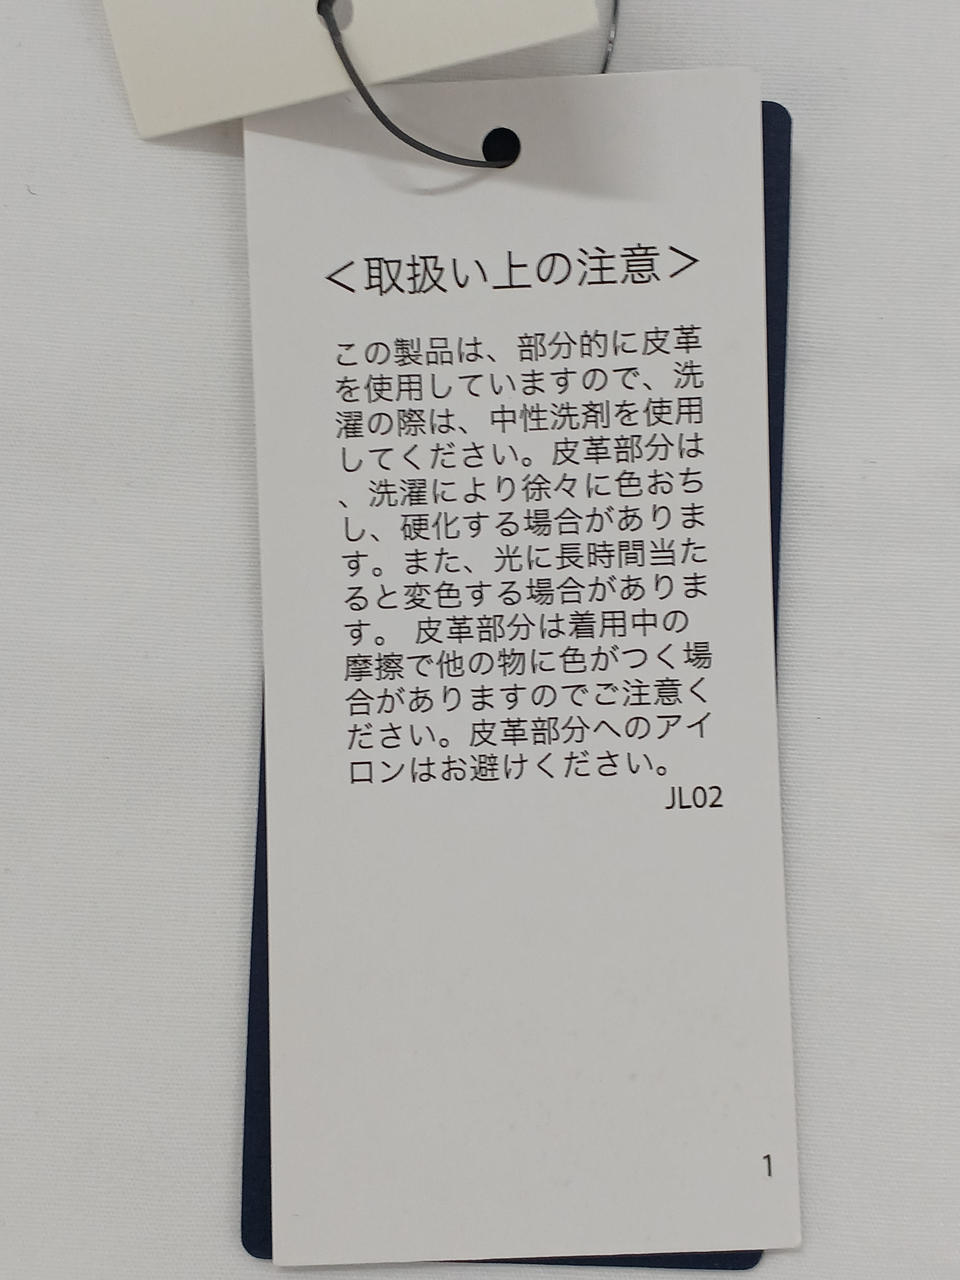 ＜取扱い上の注意＞
この製品は、部分的に皮革
を使用していますので、洗
濯の際は、中性洗剤を使用
してください。皮革部分は
、洗濯により徐々に色おち
し、硬化する場合がありま
す。また、光に長時間当た
ると変色する場合がありま
す。 皮革部分は着用中の
摩擦で他の物に色がつく場
合がありますのでご注意く
ださい。皮革部分へのアイ
ロンはお避けください。
JL02
1